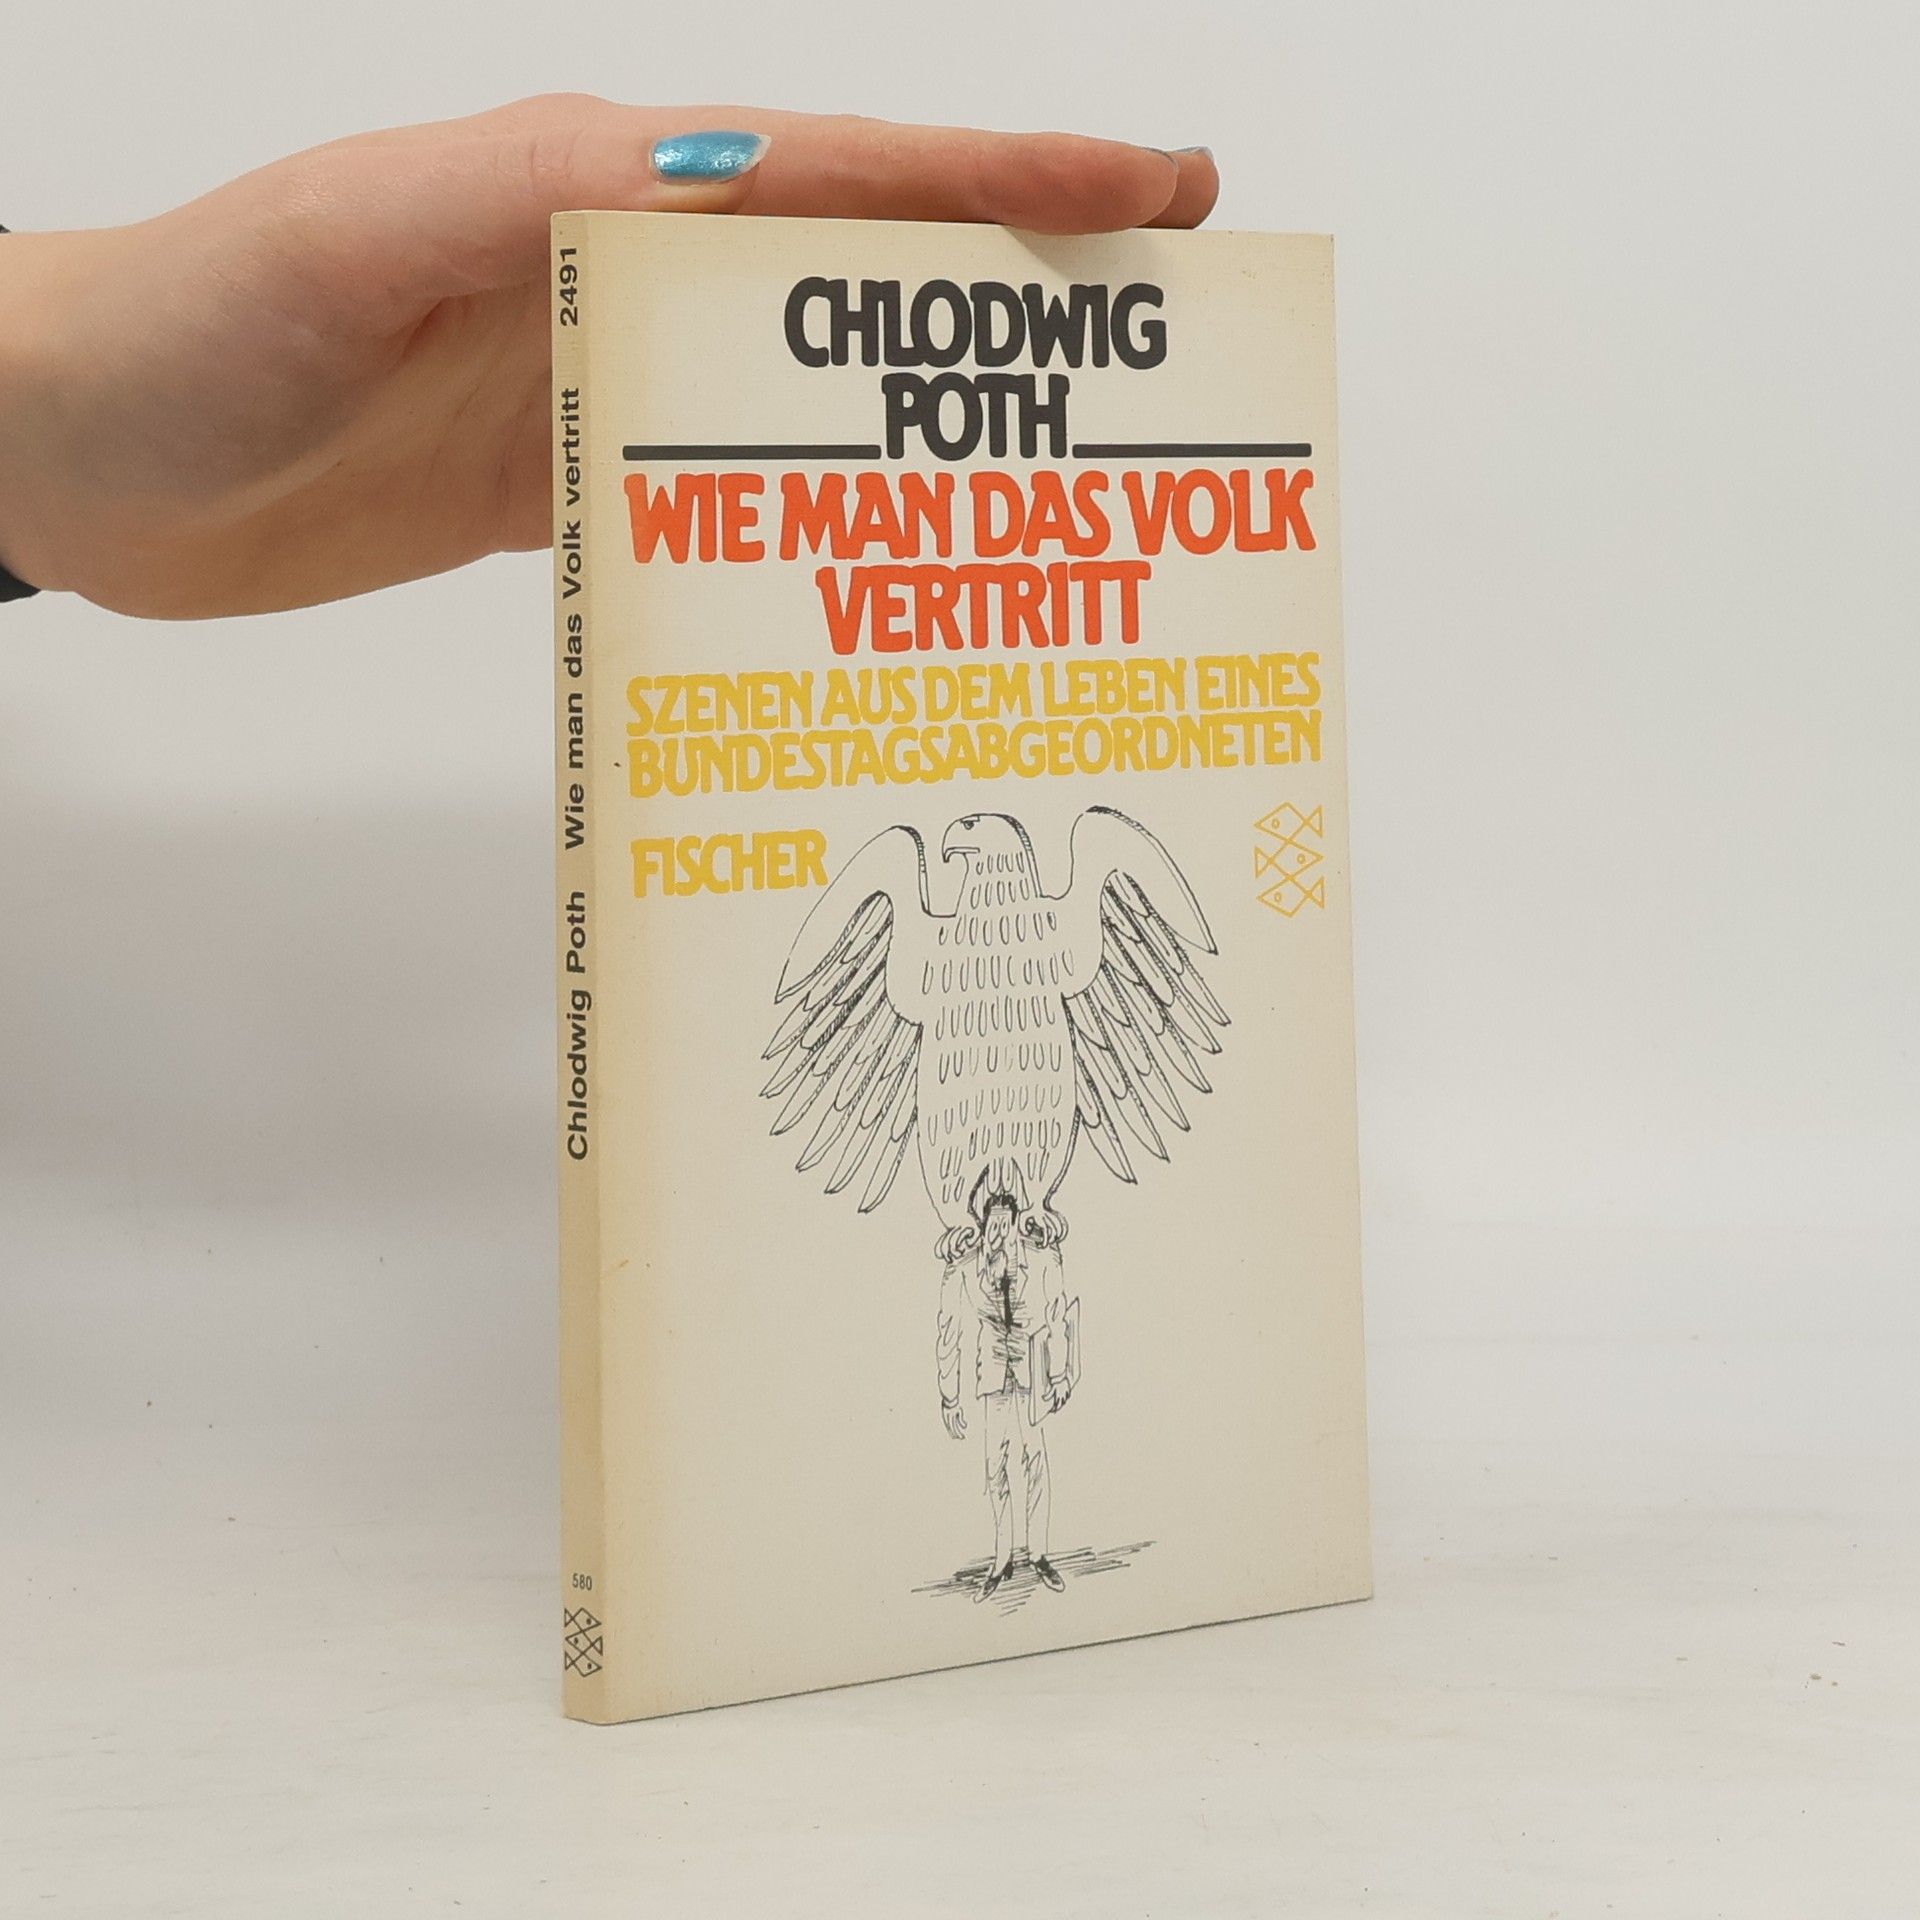 CHLODWIG
POTH
WIE MAN DAS VOLK
VERTRITT
SZENEN AUS DEM LEBEN EINES
BUNDESTAGSABGEORDNETEN
FISCHER
Chlodwig Poth Wie man das Volk vertritt 2491
580